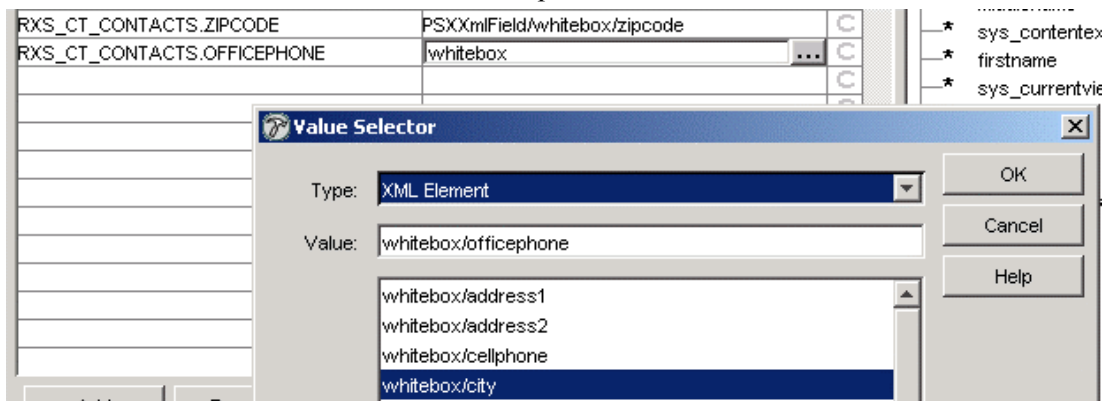 RXS_CT_CONTACTS.ZIPCODE PSXXmlField/whitebox/zipcode C
RXS_CT_CONTACTS.OFFICEPHONE /whitebox ... C
C
* sys_contentex
* firstname
* sys_currentvie
Value Selector
Type: XML Element
OK
Value: whitebox/officephone
Cancel
Help
whitebox/address1
whitebox/address2
whitebox/cellphone
whitebox/city